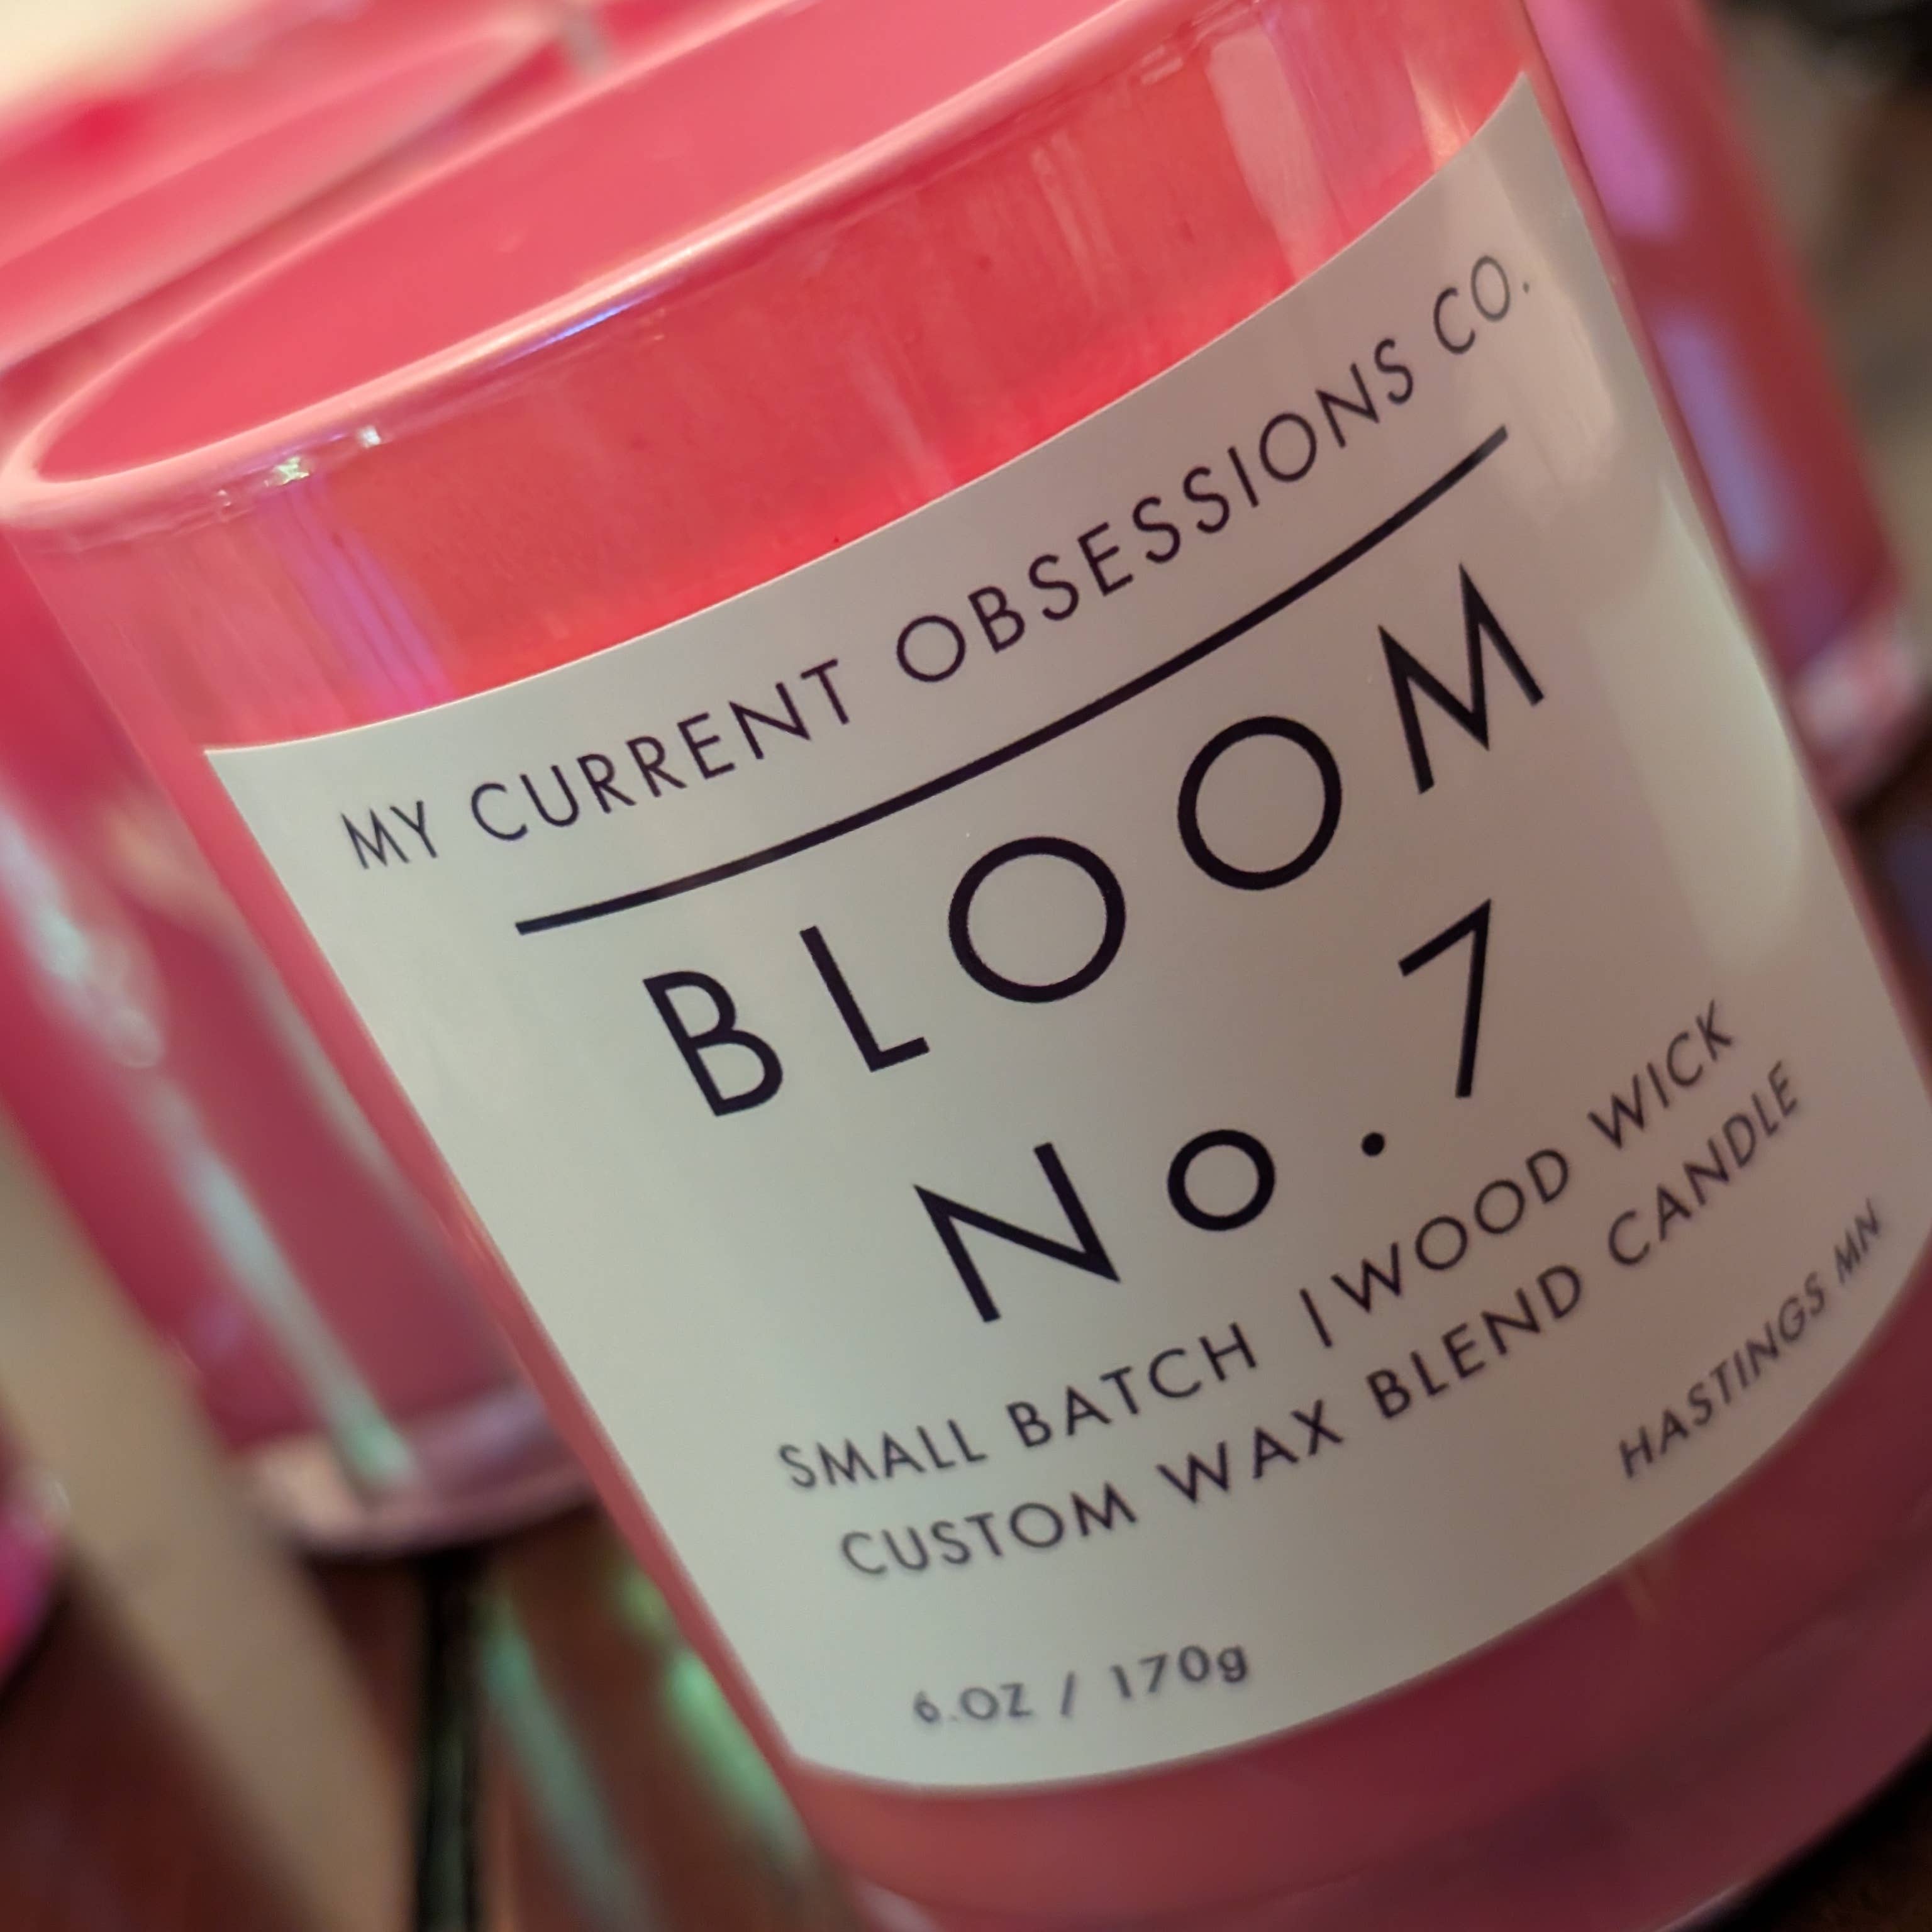 MY CURRENT OBSESSIONS CO.
BLOOM
No. 7
SMALL BATCH | WOOD WICK
CUSTOM WAX BLEND CANDLE
HASTINGS MN
6.OZ / 170g